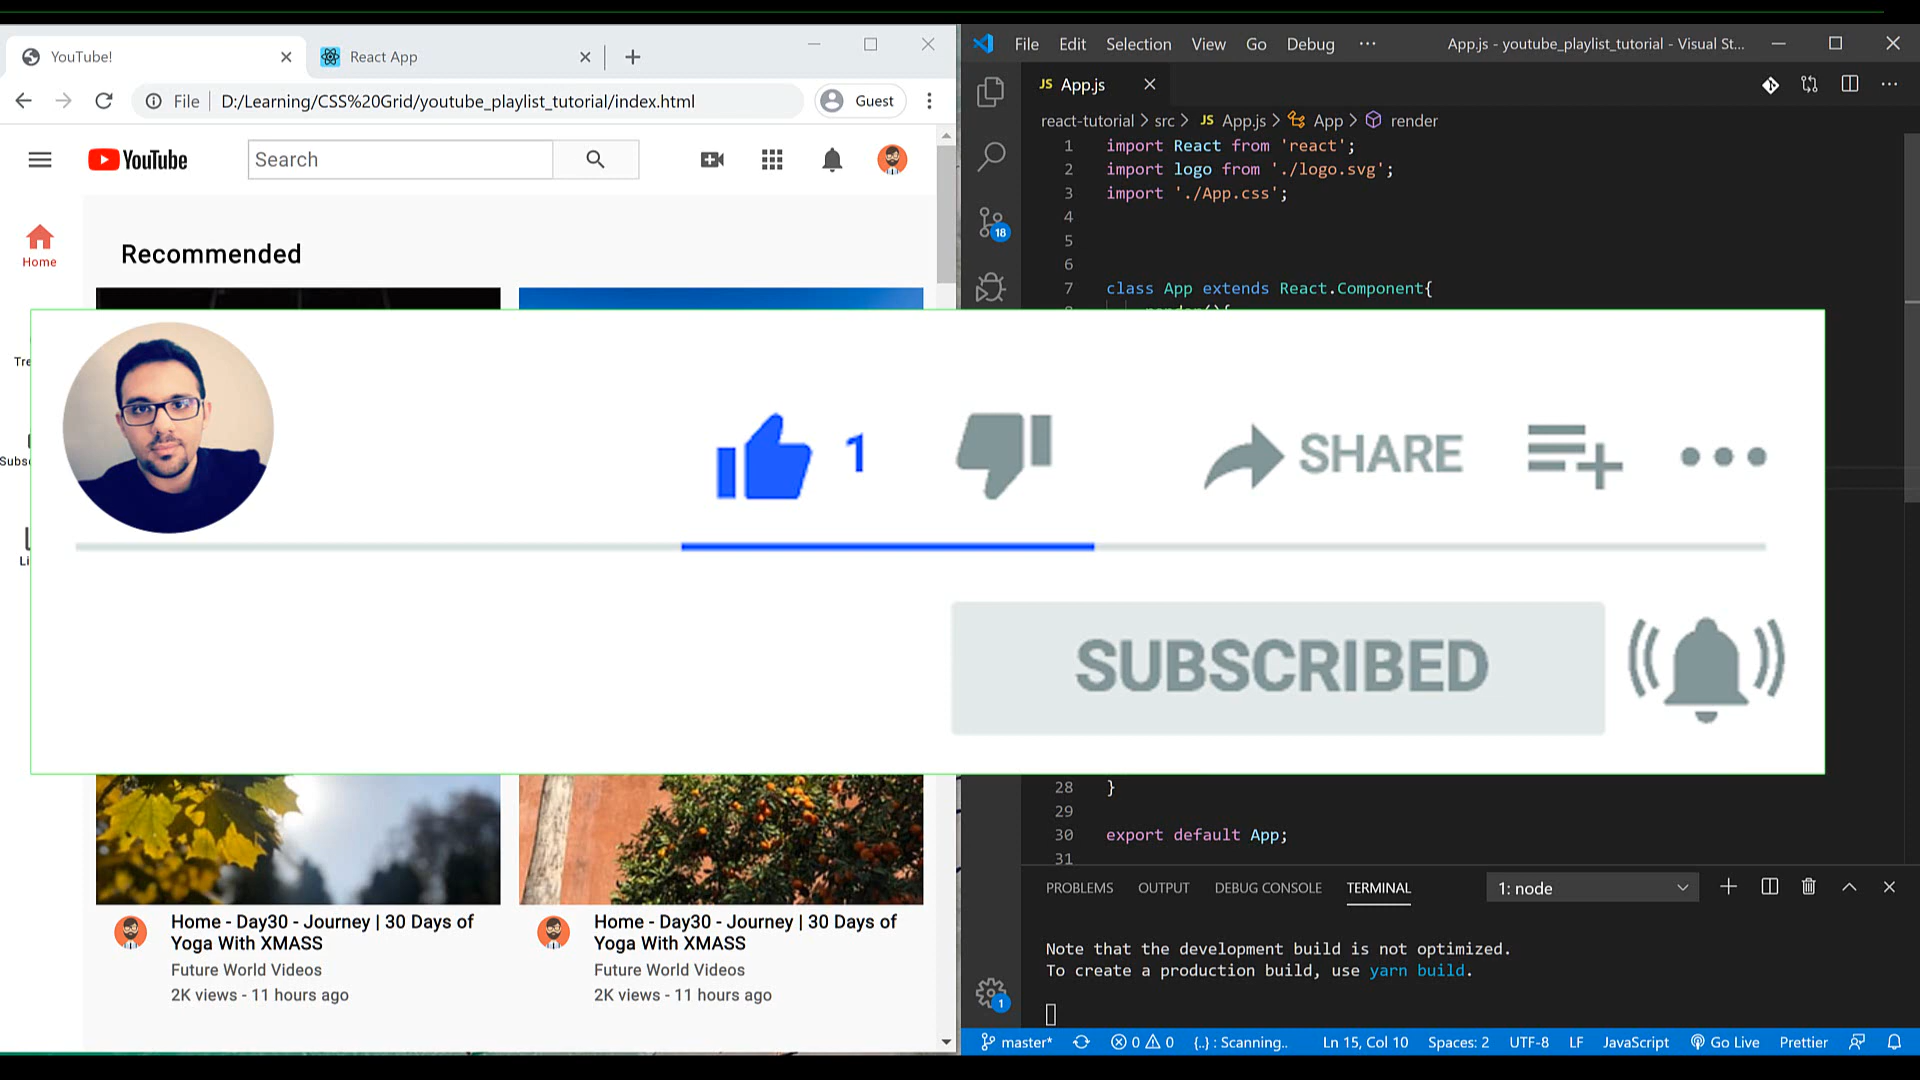 YouTube!
React App
File
D:/Learning/CSS%20Grid/youtube_playlist_tutorial/index.html
Guest
YouTube
Search
Home
Recommended
1
SHARE
SUBSCRIBED
Home - Day30 - Journey | 30 Days of
Yoga With XMASS
Future World Videos
2K views - 11 hours ago
Home - Day30 - Journey | 30 Days of
Yoga With XMASS
Future World Videos
2K views - 11 hours ago
File Edit Selection View Go Debug ···
App.js - youtube_playlist_tutorial - Visual St...
JS App.js
react-tutorial > src > JS App.js > App > render
18
1 import React from 'react';
2 import logo from './logo.svg';
3 import './App.css';
4
5
6
7 class App extends React.Component{
28 }
29
30 export default App;
31
PROBLEMS OUTPUT DEBUG CONSOLE TERMINAL
1: node
Note that the development build is not optimized.
To create a production build, use yarn build.
1
master* 0 0 {..} : Scanning.. Ln 15, Col 10 Spaces: 2 UTF-8 LF JavaScript Go Live Prettier